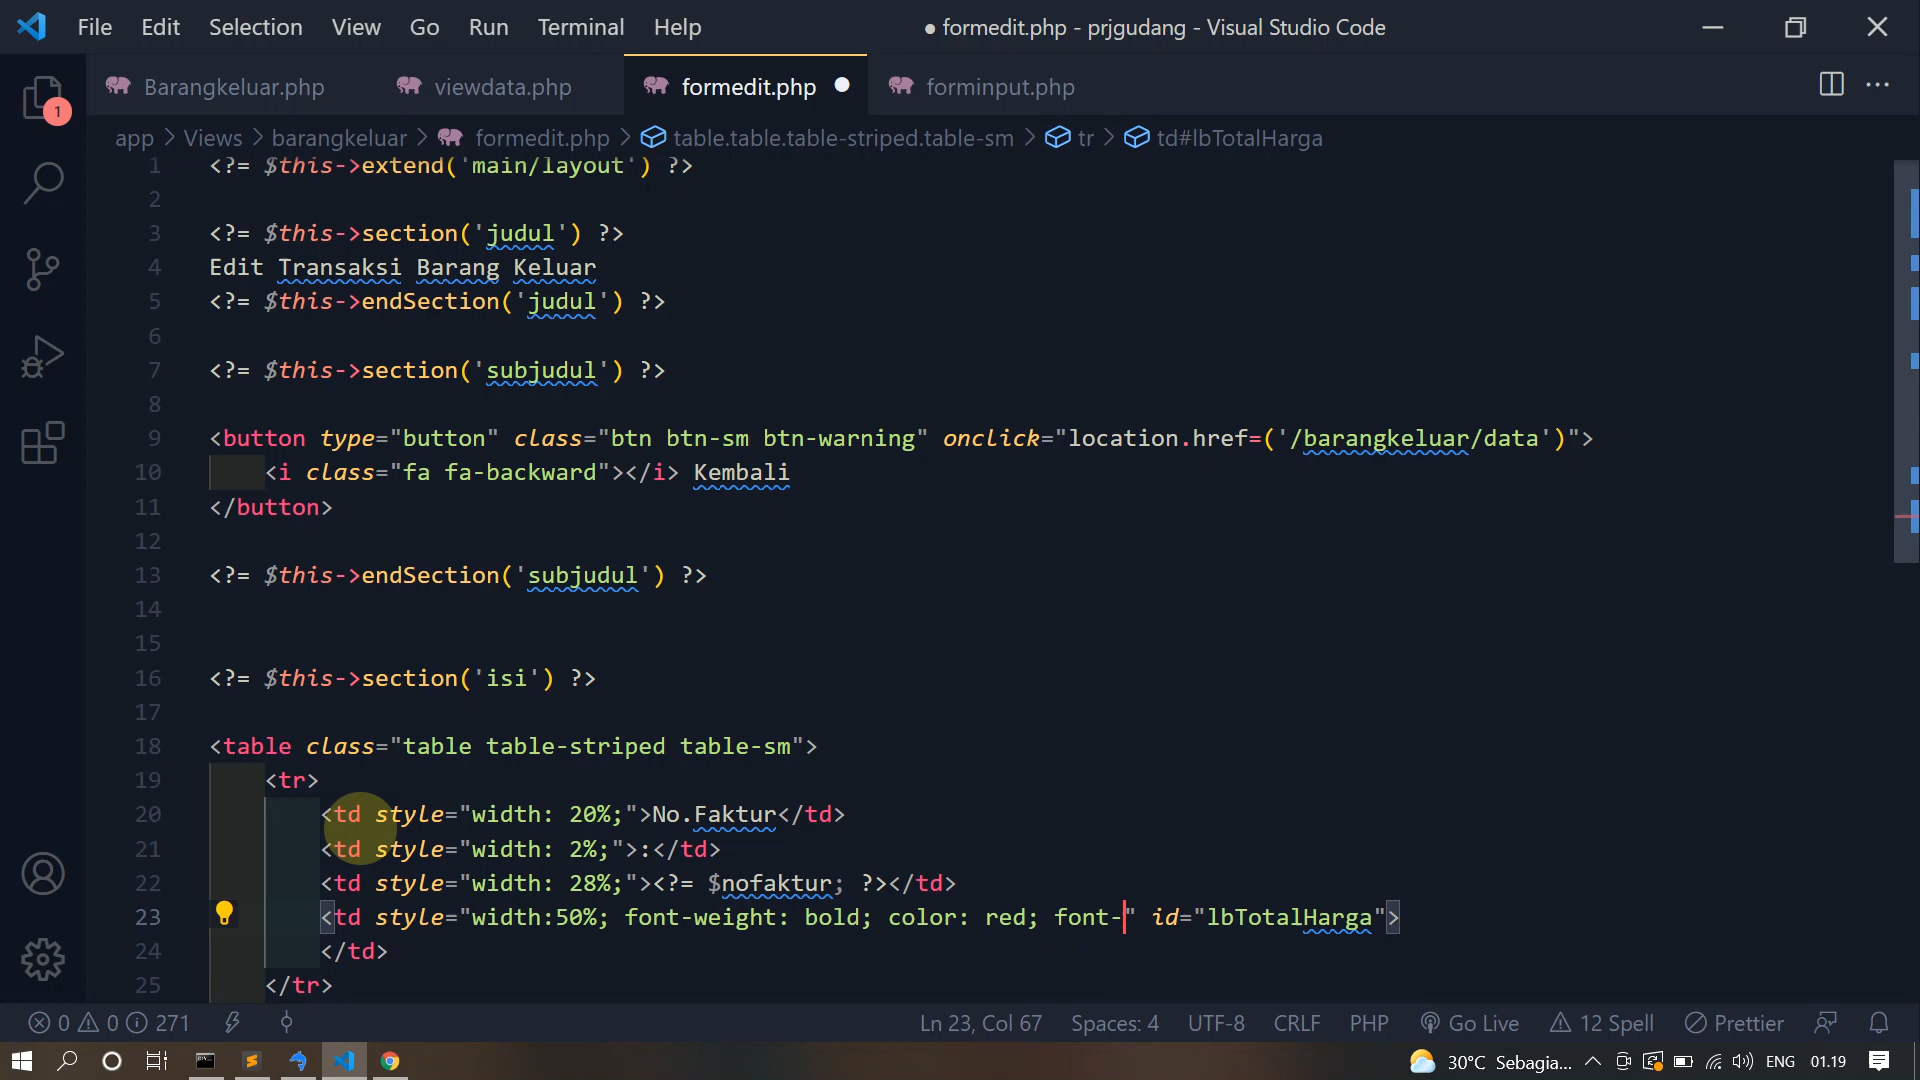 File Edit Selection View Go Run Terminal Help ● formedit.php - prjgudang - Visual Studio Code
Barangkeluar.php viewdata.php formedit.php ● forminput.php
1
app > Views > barangkeluar > formedit.php > table.table.table-striped.table-sm > tr > td#lbTotalHarga
1 <?= $this->extend('main/layout') ?>
2
3 <?= $this->section('judul') ?>
4 Edit Transaksi Barang Keluar
5 <?= $this->endSection('judul') ?>
6
7 <?= $this->section('subjudul') ?>
8
9 <button type="button" class="btn btn-sm btn-warning" onclick="location.href=('/barangkeluar/data')">
10 <i class="fa fa-backward"></i> Kembali
11 </button>
12
13 <?= $this->endSection('subjudul') ?>
14
15
16 <?= $this->section('isi') ?>
17
18 <table class="table table-striped table-sm">
19 <tr>
20 <td style="width: 20%;">No.Faktur</td>
21 <td style="width: 2%;">:</td>
22 <td style="width: 28%;"><?= $nofaktur; ?></td>
23 <td style="width:50%; font-weight: bold; color: red; font-" id="lbTotalHarga">
24 </td>
25 </tr>
0 0 271 Ln 23, Col 67 Spaces: 4 UTF-8 CRLF PHP Go Live 12 Spell Prettier
30°C Sebagia... ENG 01.19